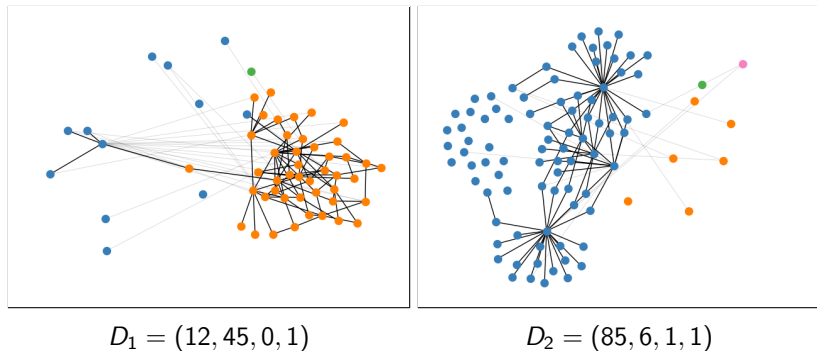 D₁ = (12, 45, 0, 1)
D₂ = (85, 6, 1, 1)